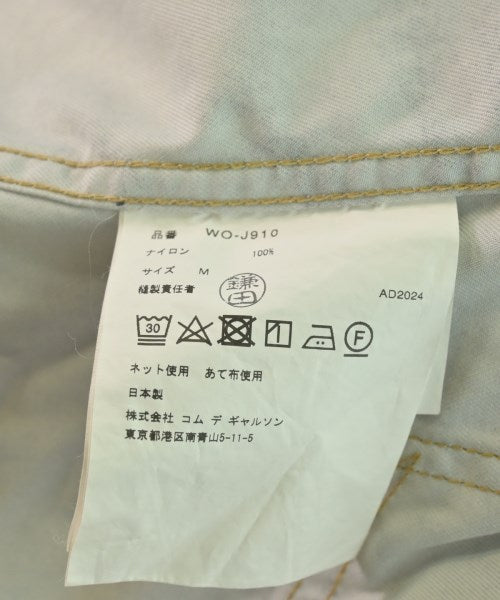 品番 WO-J910
ナイロン 100%
サイズ M
縫製責任者 鎌田 AD2024
30 F
ネット使用 あて布使用
日本製
株式会社 コム デ ギャルソン
東京都港区南青山5-11-5